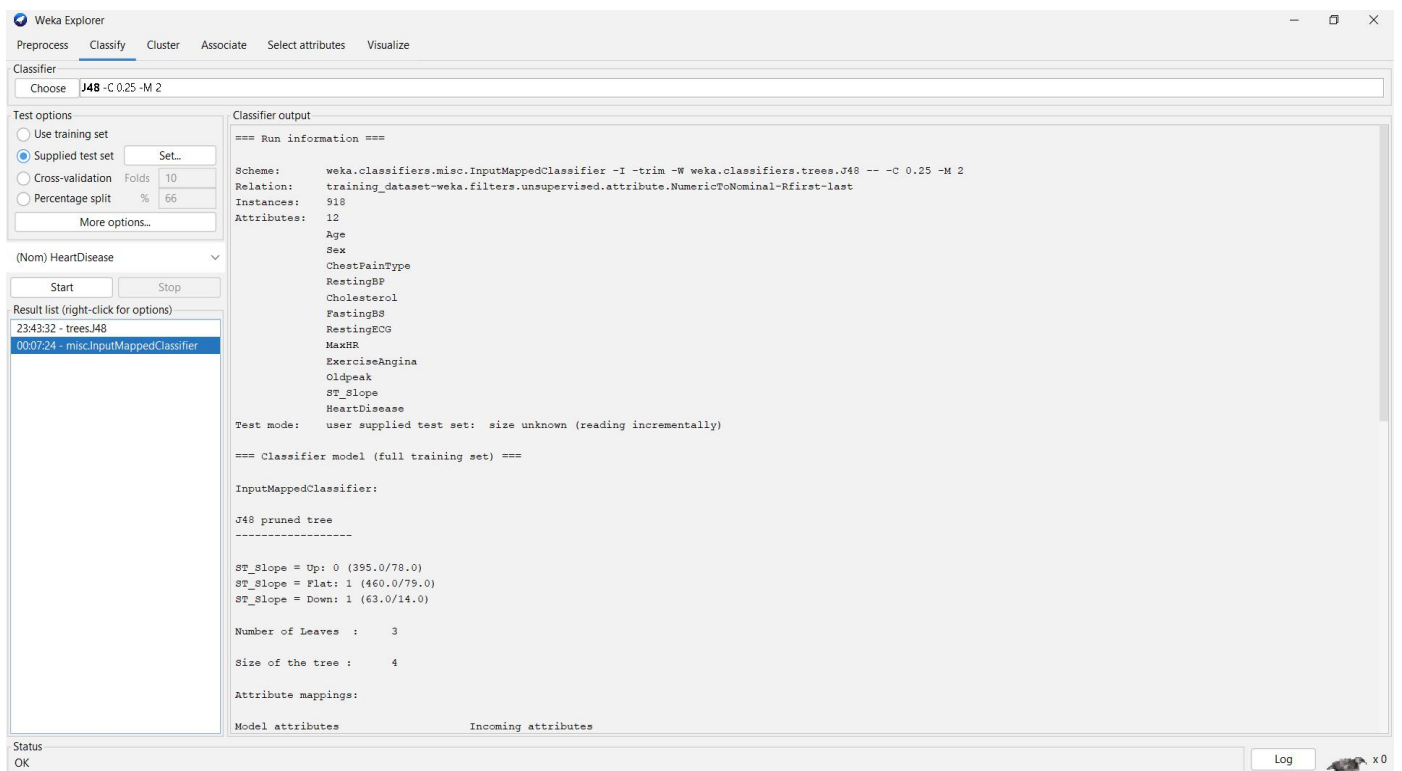 Weka Explorer
Preprocess Classify Cluster Associate Select attributes Visualize
Classifier
Choose J48 -C 0.25 -M 2
Test options
Use training set
Supplied test set Set...
Cross-validation Folds 10
Percentage split % 66
More options...
(Nom) HeartDisease
Start Stop
Result list (right-click for options)
23:43:32 - trees.J48
00:07:24 - misc.InputMappedClassifier
Classifier output
=== Run information ===
Scheme: weka.classifiers.misc.InputMappedClassifier -I -trim -W weka.classifiers.trees.J48 -- -C 0.25 -M 2
Relation: training_dataset-weka.filters.unsupervised.attribute.NumericToNominal-Rfirst-last
Instances: 918
Attributes: 12
Age
Sex
ChestPainType
RestingBP
Cholesterol
FastingBS
RestingECG
MaxHR
ExerciseAngina
Oldpeak
ST_Slope
HeartDisease
Test mode: user supplied test set: size unknown (reading incrementally)
=== Classifier model (full training set) ===
InputMappedClassifier:
J48 pruned tree
------------------
ST_Slope = Up: 0 (395.0/78.0)
ST_Slope = Flat: 1 (460.0/79.0)
ST_Slope = Down: 1 (63.0/14.0)
Number of Leaves : 3
Size of the tree : 4
Attribute mappings:
Model attributes Incoming attributes
Status
OK
Log x 0